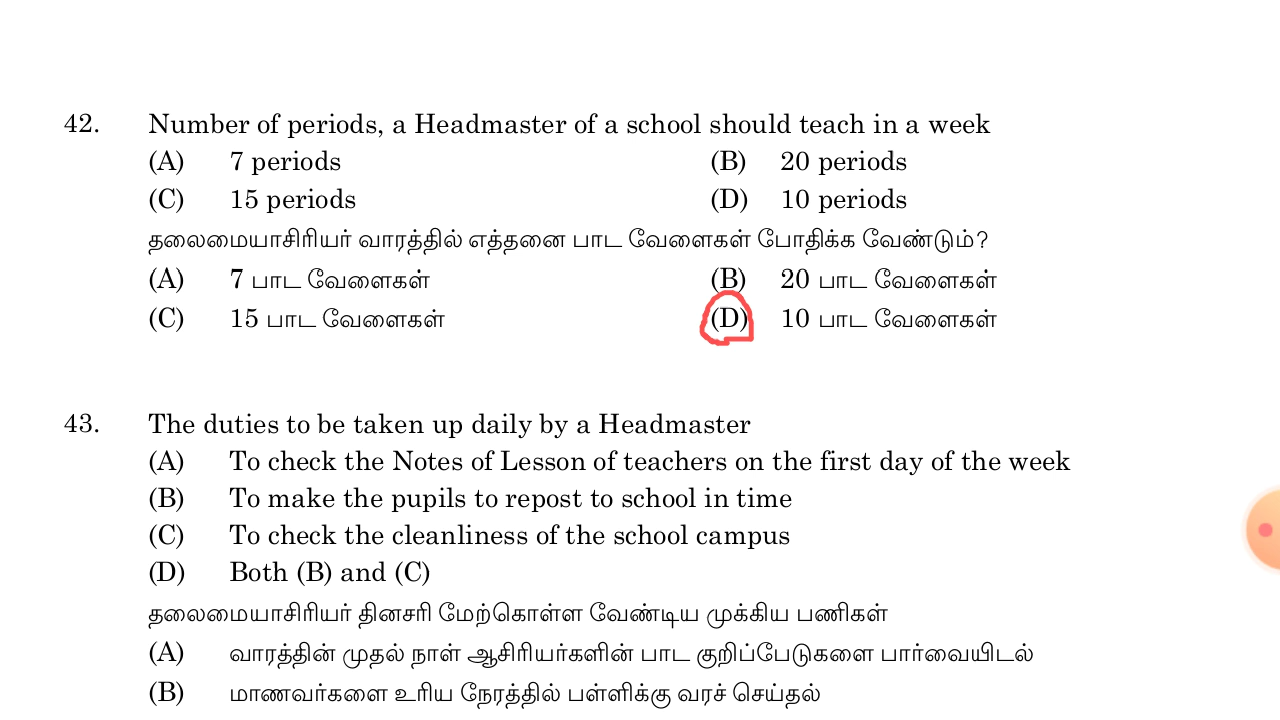 42. Number of periods, a Headmaster of a school should teach in a week
(A) 7 periods (B) 20 periods
(C) 15 periods (D) 10 periods
தலைமையாசிரியர் வாரத்தில் எத்தனை பாட வேளைகள் போதிக்க வேண்டும்?
(A) 7 பாட வேளைகள் (B) 20 பாட வேளைகள்
(C) 15 பாட வேளைகள் (D) 10 பாட வேளைகள்
43. The duties to be taken up daily by a Headmaster
(A) To check the Notes of Lesson of teachers on the first day of the week
(B) To make the pupils to repost to school in time
(C) To check the cleanliness of the school campus
(D) Both (B) and (C)
தலைமையாசிரியர் தினசரி மேற்கொள்ள வேண்டிய முக்கிய பணிகள்
(A) வாரத்தின் முதல் நாள் ஆசிரியர்களின் பாட குறிப்பேடுகளை பார்வையிடல்
(B) மாணவர்களை உரிய நேரத்தில் பள்ளிக்கு வரச் செய்தல்